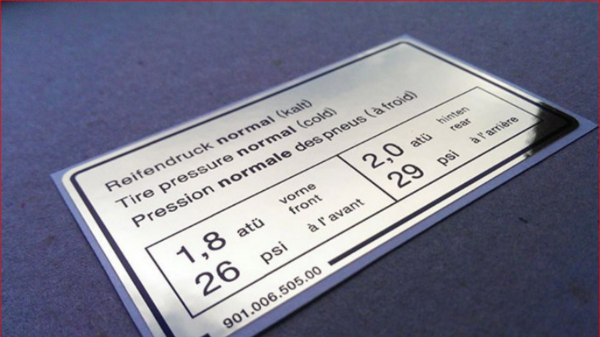 Reifendruck normal (kalt)
Tire pressure normal (cold)
Pression normale des pneus (à froid)
1,8 atü vorne
front
26 psi à l'avant
2,0 atü hinten
rear
29 psi à l'arrière
901.006.505.00